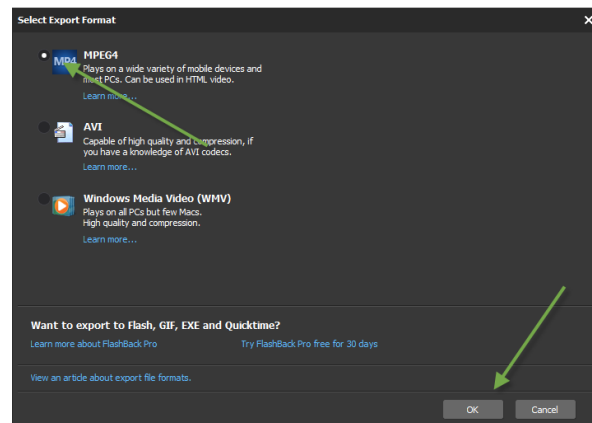 Select Export Format
MPEG4
MP4
Plays on a wide variety of mobile devices and
most PCs. Can be used in HTML video.
Learn more...
AVI
Capable of high quality and compression, if
you have a knowledge of AVI codecs.
Learn more...
Windows Media Video (WMV)
Plays on all PCs but few Macs.
High quality and compression.
Learn more...
Want to export to Flash, GIF, EXE and Quicktime?
Learn more about FlashBack Pro Try FlashBack Pro free for 30 days
View an article about export file formats.
OK Cancel